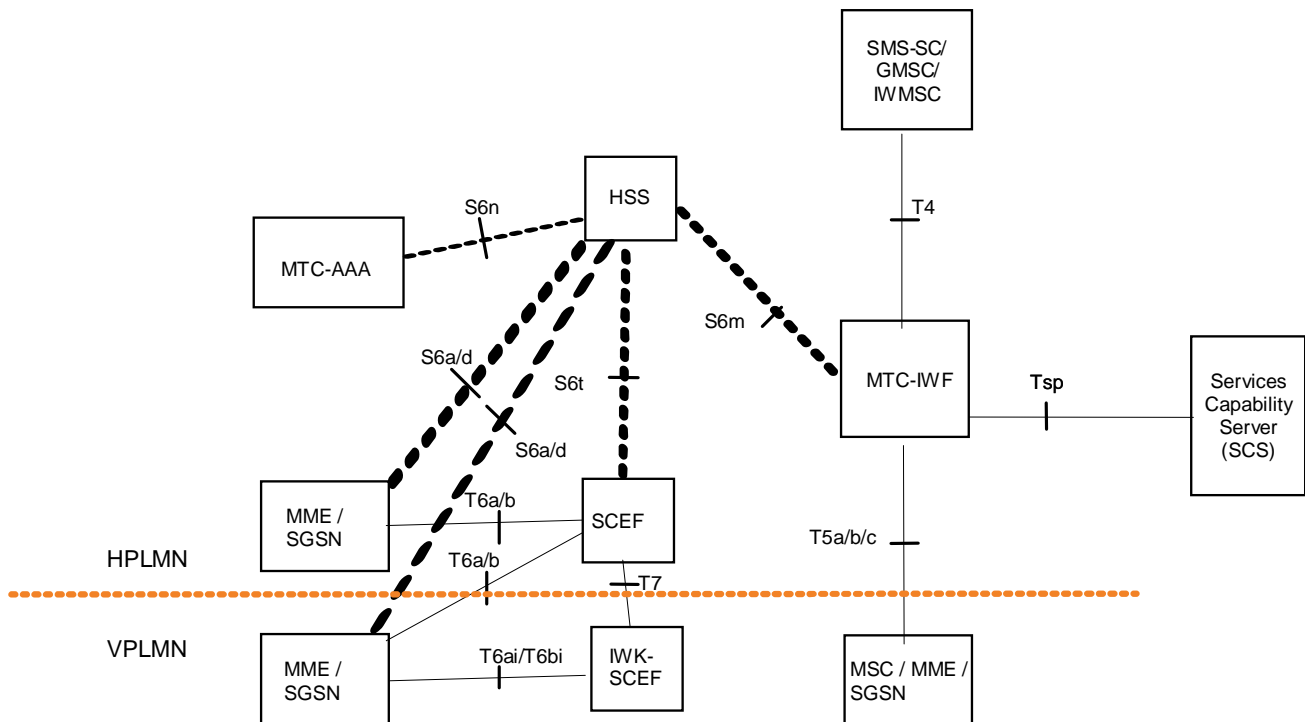 SMS-SC/
GMSC/
IWMSC
HSS
S6n
T4
MTC-AAA
S6m
S6a/d
S6t
MTC-IWF
Tsp
Services
Capability
Server
(SCS)
S6a/d
MME /
SGSN
T6a/b
SCEF
T5a/b/c
HPLMN
T6a/b
T7
VPLMN
MME /
SGSN
T6ai/T6bi
IWK-
SCEF
MSC / MME /
SGSN